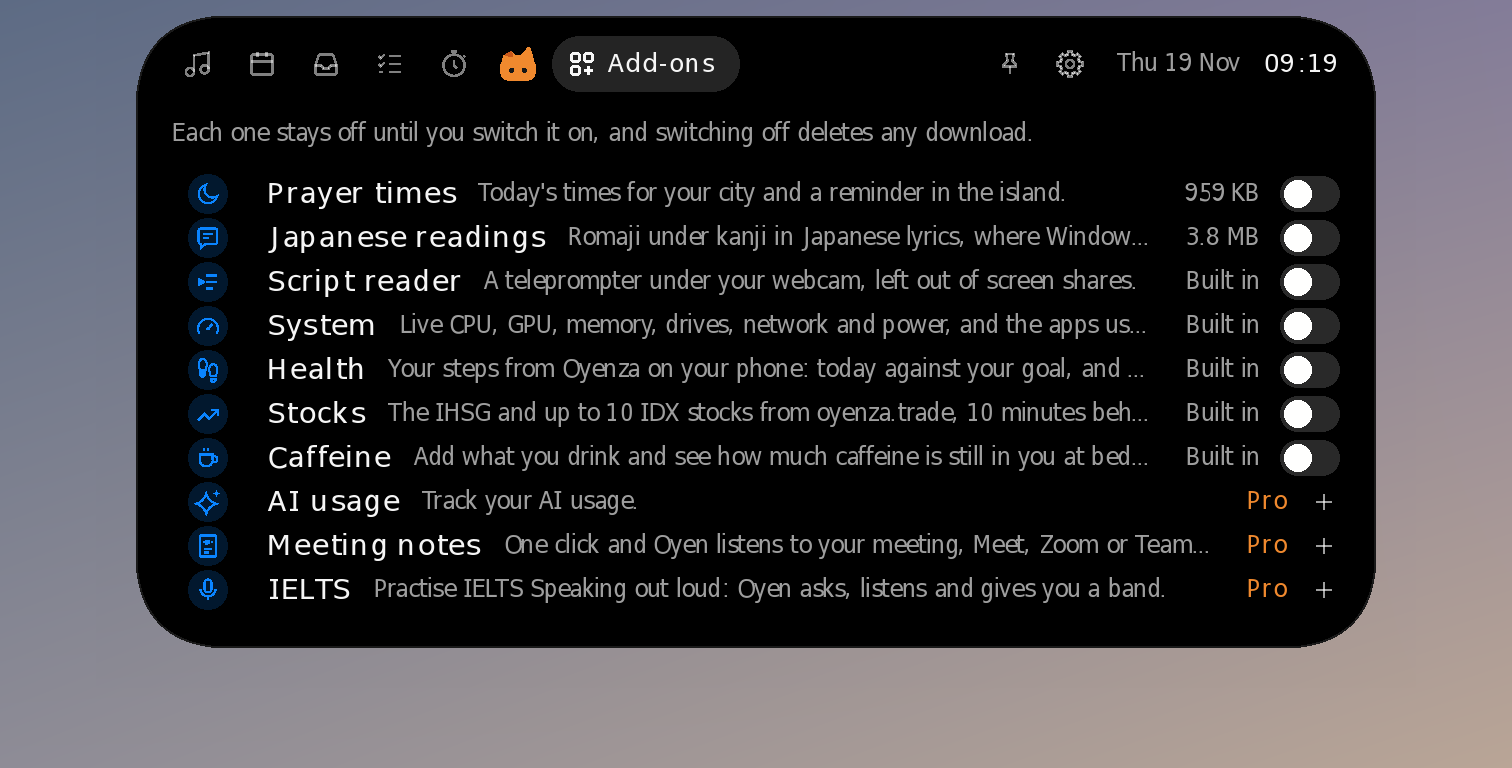 Add-ons Thu 19 Nov 09:19
Each one stays off until you switch it on, and switching off deletes any download.
Prayer times Today's times for your city and a reminder in the island. 959 KB
Japanese readings Romaji under kanji in Japanese lyrics, where Window... 3.8 MB
Script reader A teleprompter under your webcam, left out of screen shares. Built in
System Live CPU, GPU, memory, drives, network and power, and the apps us... Built in
Health Your steps from Oyenza on your phone: today against your goal, and ... Built in
Stocks The IHSG and up to 10 IDX stocks from oyenza.trade, 10 minutes beh... Built in
Caffeine Add what you drink and see how much caffeine is still in you at bed... Built in
AI usage Track your AI usage. Pro +
Meeting notes One click and Oyen listens to your meeting, Meet, Zoom or Team... Pro +
IELTS Practise IELTS Speaking out loud: Oyen asks, listens and gives you a band. Pro +